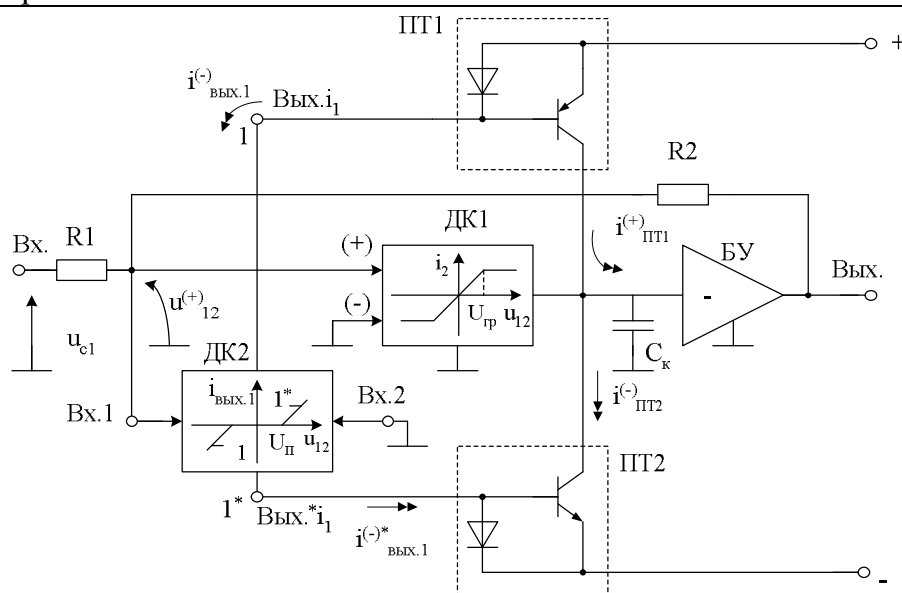 ПТ1
+
i(-)вых.1
Вых.i1
1
R2
ДК1
i(+)ПТ1
БУ
Вх.
R1
(+)
i2
Вых.
u(+)12
(-)
Uгр u12
-
uc1
ДК2
Cк
iвых.1
1*
Вх.2
i(-)ПТ2
Вх.1
1
Uп u12
ПТ2
1*
Вых.*i1
i(-)*вых.1
-